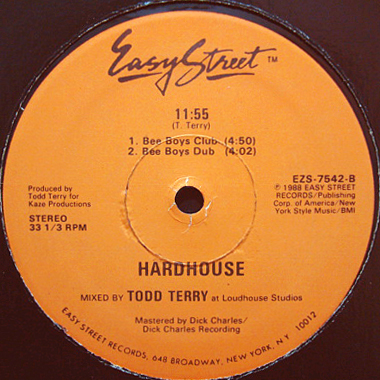 Easy Street TM
11:55
(T. Terry)
1. Bee Boys Club (4:50)
2. Bee Boys Dub (4:02)
EZS-7542-B
℗ 1988 EASY STREET
RECORDS/Publishing
Corp. of America/New
York Style Music/BMI
Produced by
Todd Terry for
Kaze Productions
STEREO
33 1/3 RPM
HARDHOUSE
MIXED BY TODD TERRY at Loudhouse Studios
Mastered by Dick Charles/
Dick Charles Recording
EASY STREET RECORDS, 648 BROADWAY, NEW YORK, N.Y. 10012